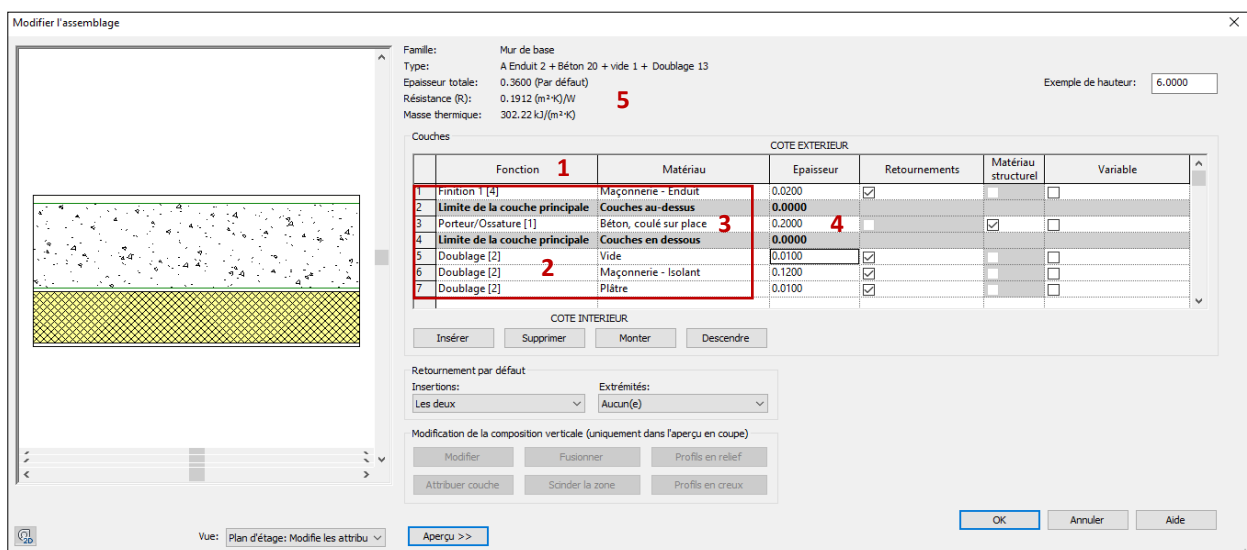 Modifier l'assemblage
Famille: Mur de base
Type: A Enduit 2 + Béton 20 + vide 1 + Doublage 13
Epaisseur totale: 0.3600 (Par défaut) Exemple de hauteur: 6.0000
Résistance (R): 0.1912 (m²·K)/W 5
Masse thermique: 302.22 kJ/(m²·K)
Couches
COTE EXTERIEUR
Fonction 1 Matériau Epaisseur Retournements Matériau structurel Variable
1 Finition 1 [4] Maçonnerie - Enduit 0.0200
2 Limite de la couche principale Couches au-dessus 0.0000
3 Porteur/Ossature [1] Béton, coulé sur place 3 0.2000 4
4 Limite de la couche principale Couches en dessous 0.0000
5 Doublage [2] Vide 0.0100
6 Doublage [2] 2 Maçonnerie - Isolant 0.1200
7 Doublage [2] Plâtre 0.0100
COTE INTERIEUR
Insérer Supprimer Monter Descendre
Retournement par défaut
Insertions: Extrémités:
Les deux Aucun(e)
Modification de la composition verticale (uniquement dans l'aperçu en coupe)
Modifier Fusionner Profils en relief
Attribuer couche Scinder la zone Profils en creux
OK Annuler Aide
2D Vue: Plan d'étage: Modifie les attribu Aperçu >>